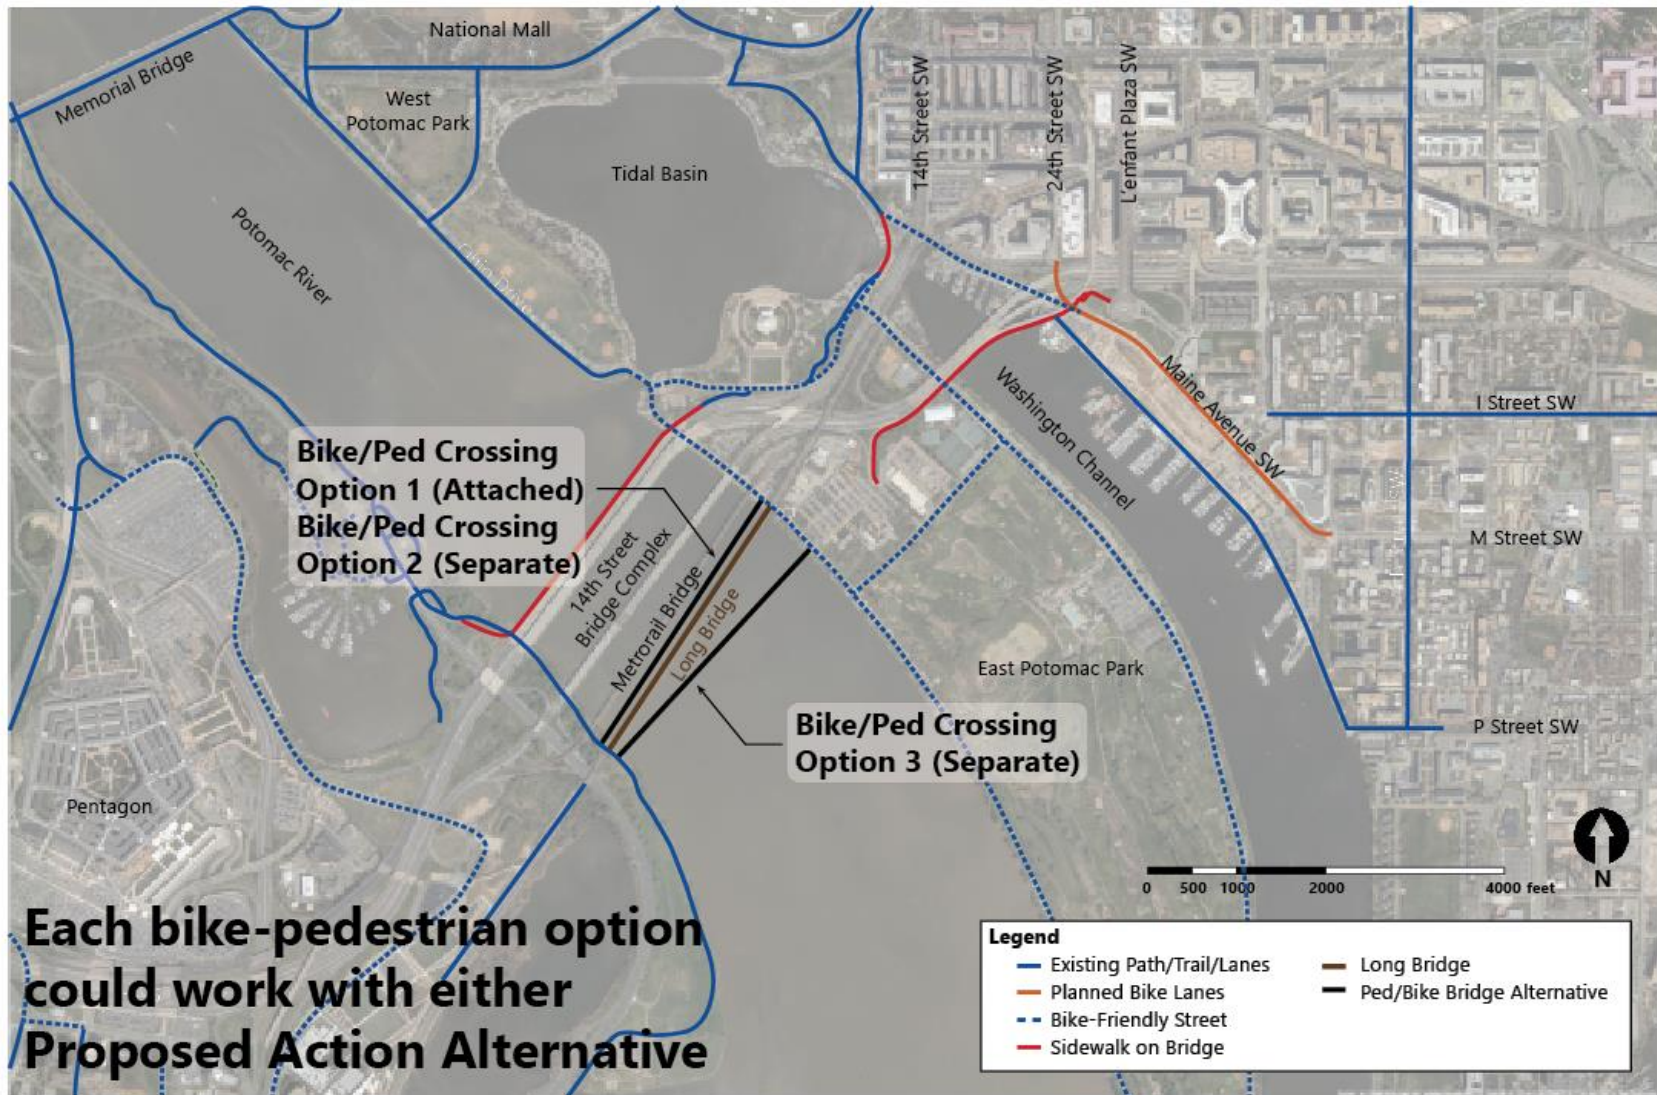 National Mall
Memorial Bridge
West
Potomac Park
14th Street SW
24th Street SW
L'enfant Plaza SW
Tidal Basin
Potomac River
Ohio Drive
Maine Avenue SW
Washington Channel
I Street SW
Bike/Ped Crossing
Option 1 (Attached)
Bike/Ped Crossing
Option 2 (Separate)
14th Street
Bridge Complex
Metrorail Bridge
Long Bridge
M Street SW
East Potomac Park
Bike/Ped Crossing
Option 3 (Separate)
P Street SW
Pentagon
N
0 500 1000 2000 4000 feet
Each bike-pedestrian option
could work with either
Proposed Action Alternative
Legend
Existing Path/Trail/Lanes
Planned Bike Lanes
Bike-Friendly Street
Sidewalk on Bridge
Long Bridge
Ped/Bike Bridge Alternative